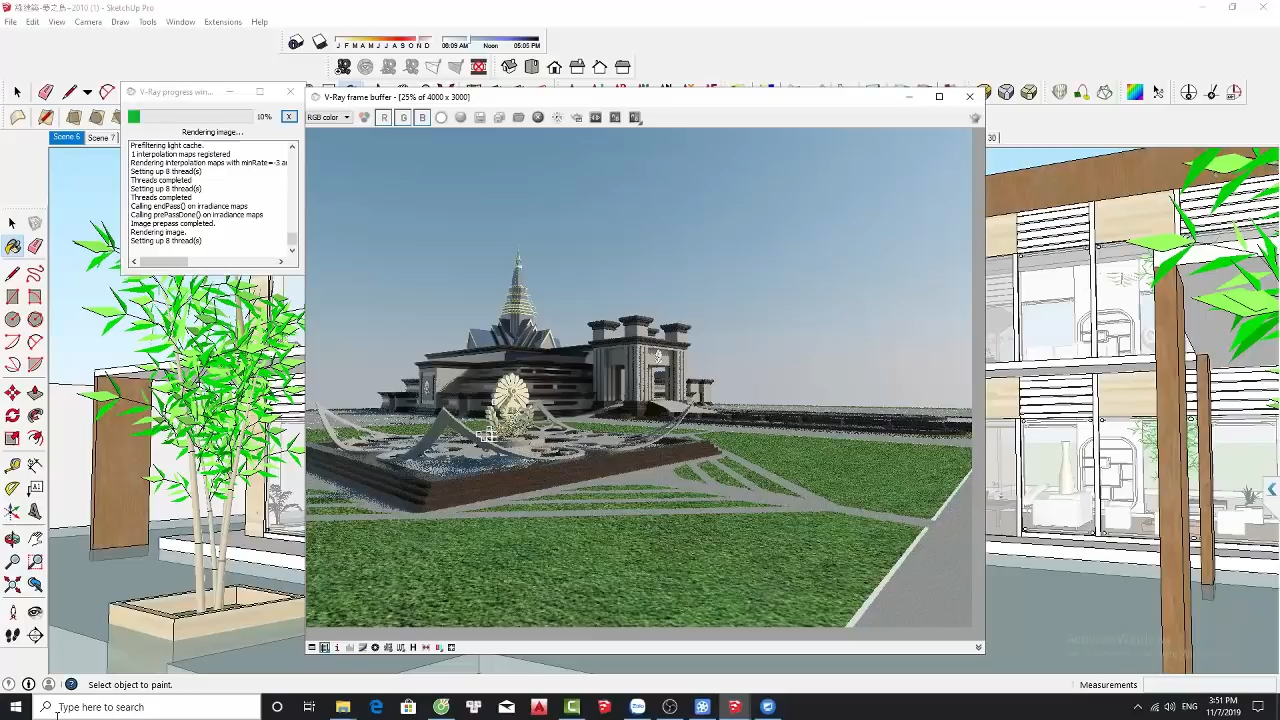 -2010 (1) - SketchUp Pro
File Edit View Camera Draw Tools Window Extensions Help
J F M A M J J A S O N D 08:09 AM Noon 05:05 PM
V-Ray progress win...
V-Ray frame buffer - [25% of 4000 x 3000]
10% X
RGB color R G B
Rendering image...
Scene 6 Scene 7
30
Prefiltering light cache.
1 interpolation maps registered
Rendering interpolation maps with minRate=-3 a
Setting up 8 thread(s)
Threads completed
Setting up 8 thread(s)
Threads completed
Calling endPass() on irradiance maps
Calling prePassDone() on irradiance maps
Image prepass completed.
Rendering image.
Setting up 8 thread(s)
Select object to paint.
Measurements
Type here to search
Zalo
3:51 PM
11/7/2019